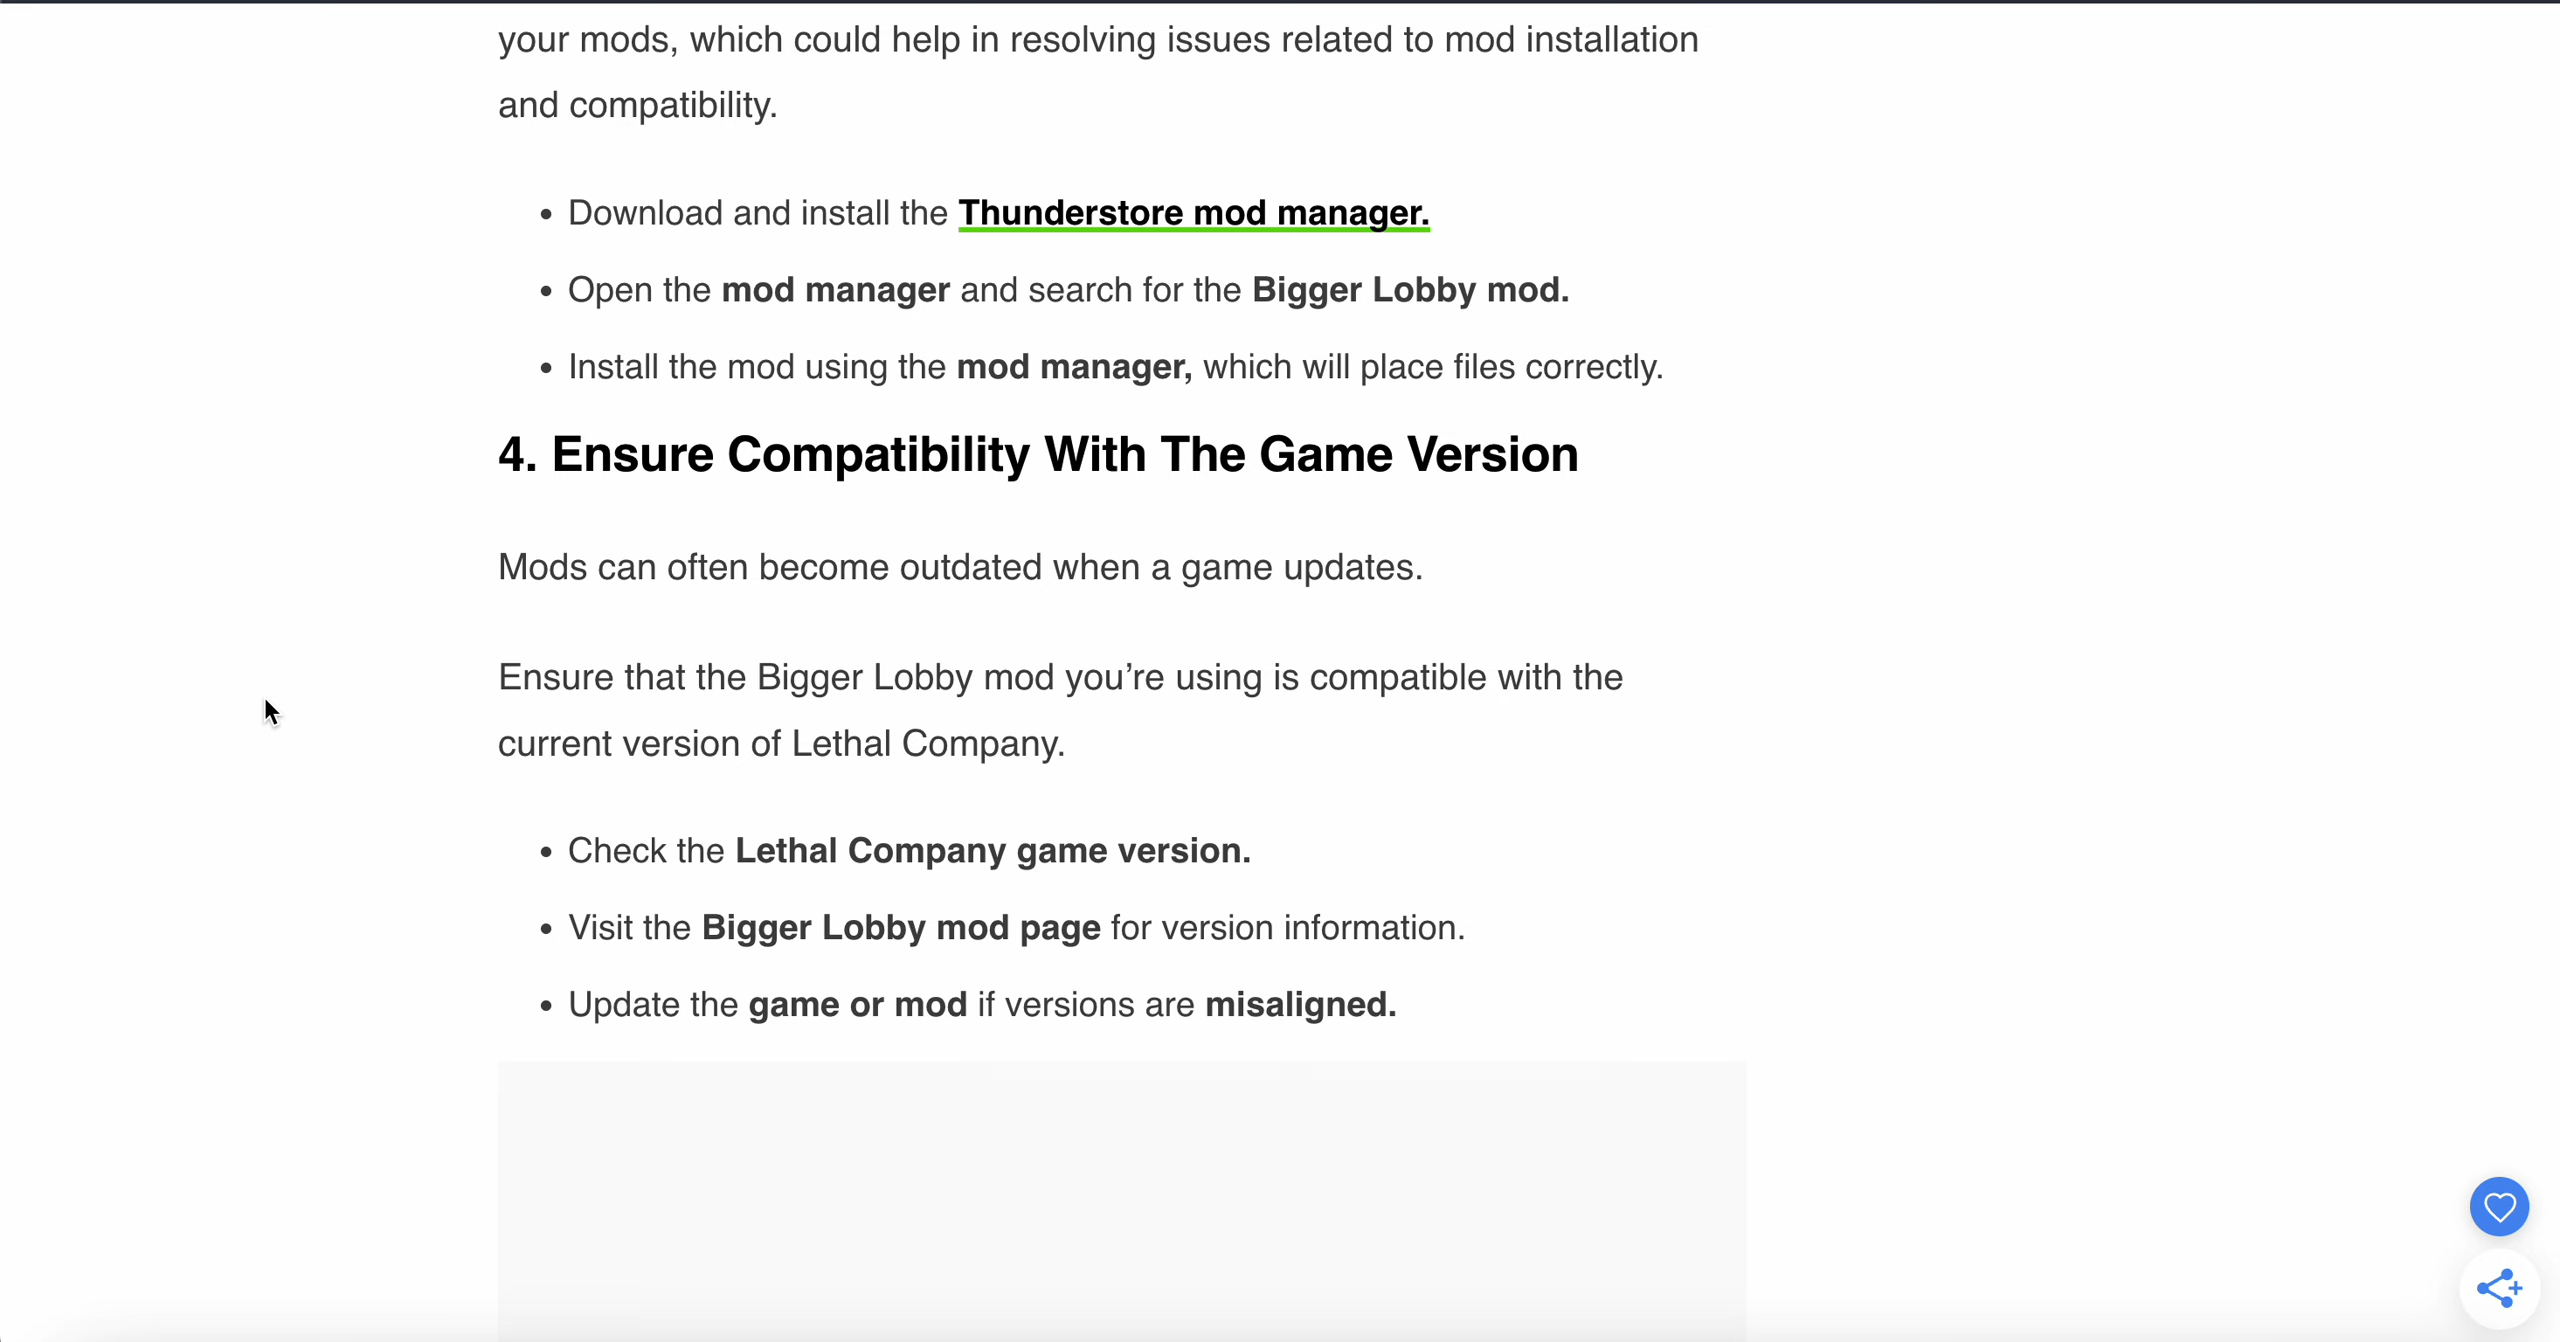 your mods, which could help in resolving issues related to mod installation
and compatibility.
• Download and install the Thunderstore mod manager.
• Open the mod manager and search for the Bigger Lobby mod.
• Install the mod using the mod manager, which will place files correctly.
4. Ensure Compatibility With The Game Version
Mods can often become outdated when a game updates.
Ensure that the Bigger Lobby mod you’re using is compatible with the
current version of Lethal Company.
• Check the Lethal Company game version.
• Visit the Bigger Lobby mod page for version information.
• Update the game or mod if versions are misaligned.